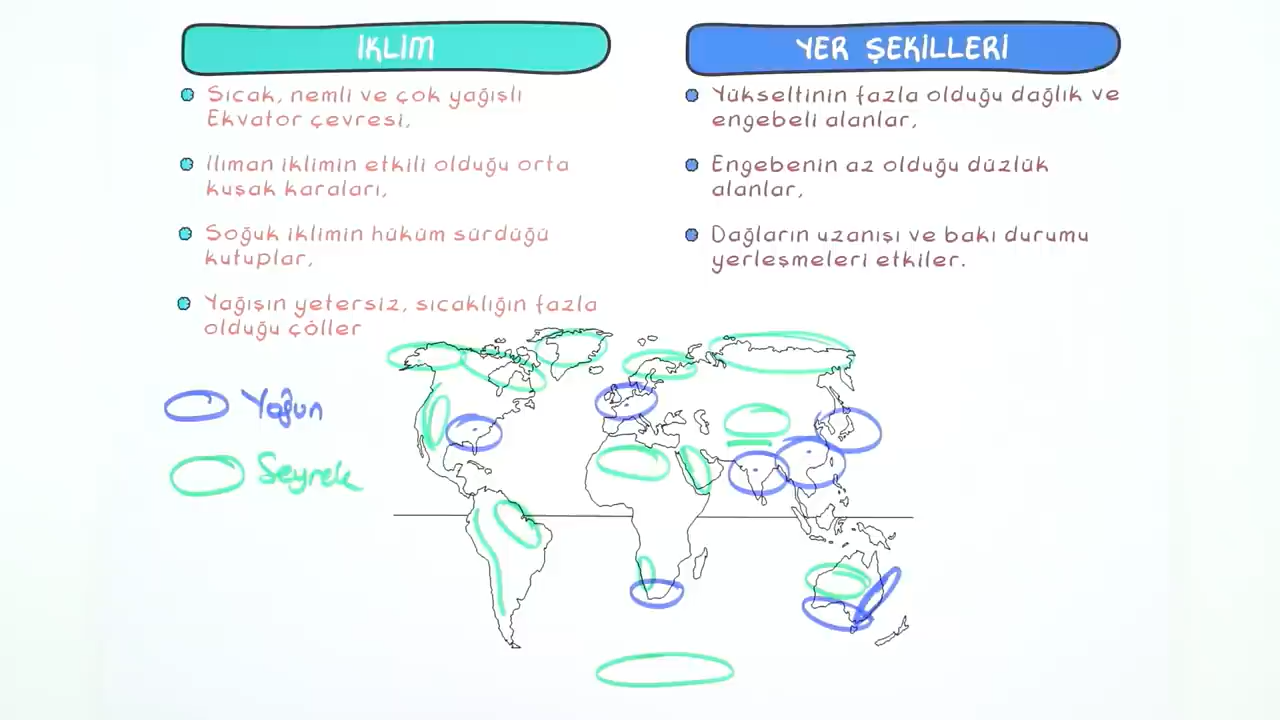 İKLİM
Sıcak, nemli ve çok yağışlı
Ekvator çevresi,
Ilıman iklimin etkili olduğu orta
kuşak karaları,
Soğuk iklimin hüküm sürdüğü
kutuplar,
Yağışın yetersiz, sıcaklığın fazla
olduğu çöller
YER ŞEKİLLERİ
Yükseltinin fazla olduğu dağlık ve
engebeli alanlar,
Engebenin az olduğu düzlük
alanlar,
Dağların uzanışı ve bakı durumu
yerleşmeleri etkiler.
Yoğun
Seyrek